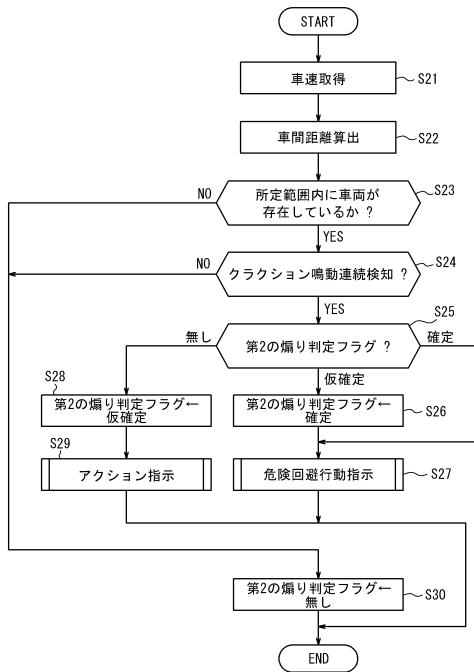 START
車速取得
S21
車間距離算出
S22
NO
所定範囲内に車両が
存在しているか ?
S23
YES
NO
クラクション鳴動連続検知 ?
S24
YES
S25
無し
第2の煽り判定フラグ ?
確定
仮確定
S28
第2の煽り判定フラグ←
仮確定
第2の煽り判定フラグ←
確定
S26
S29
アクション指示
危険回避行動指示
S27
第2の煽り判定フラグ←
無し
S30
END